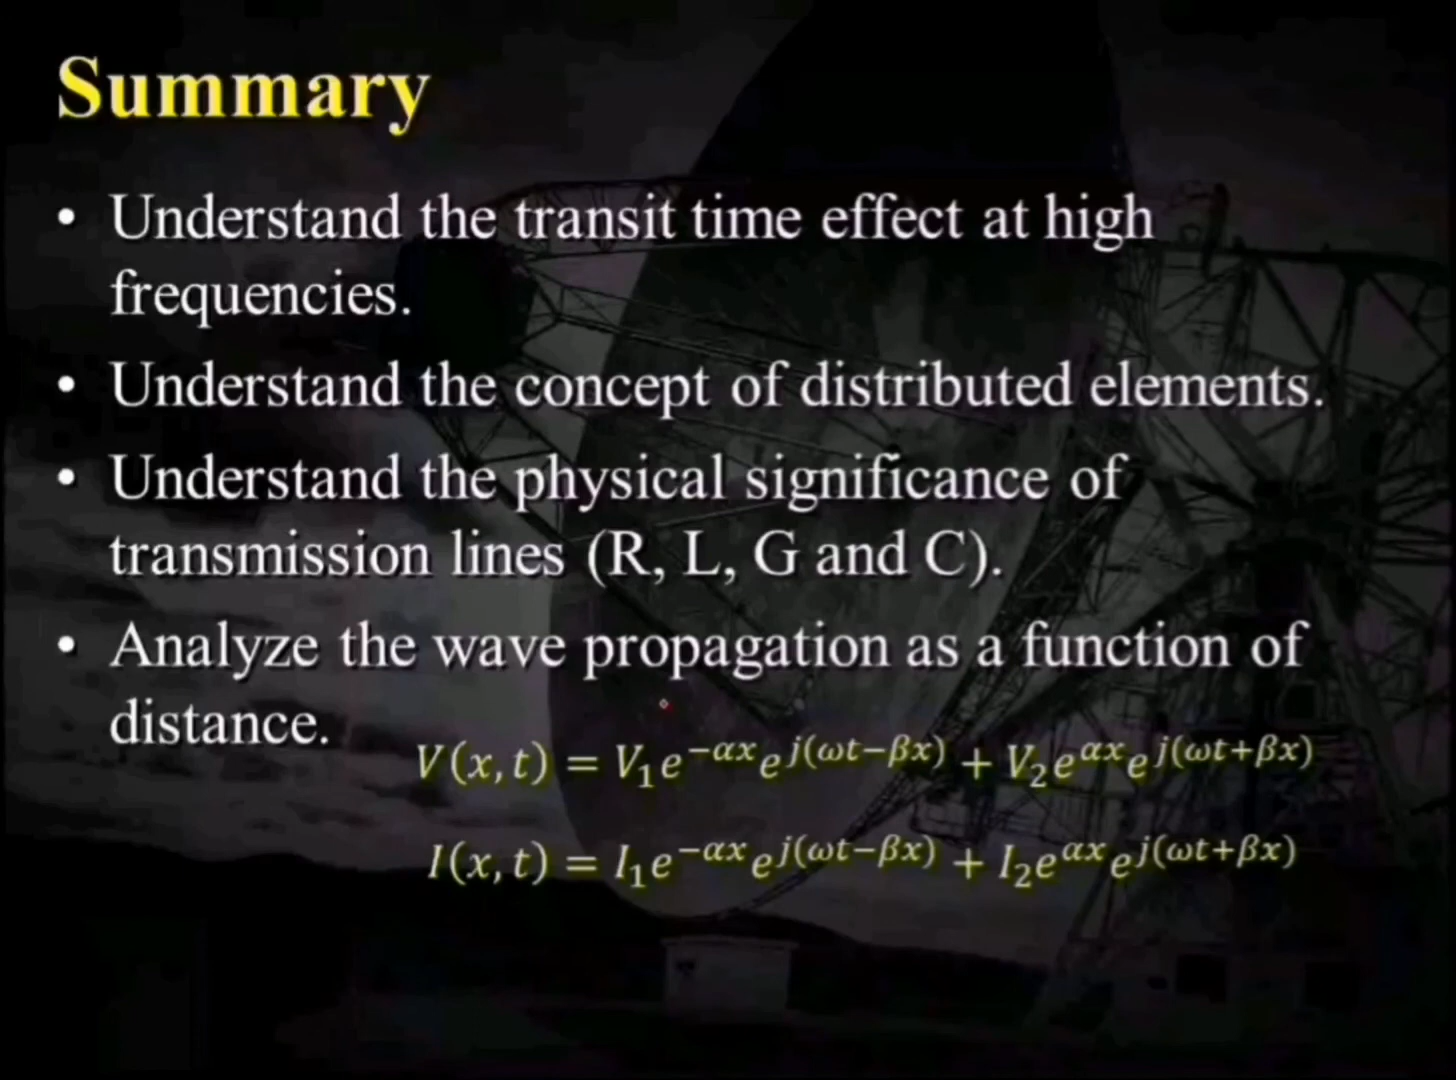 Summary
• Understand the transit time effect at high
frequencies.
• Understand the concept of distributed elements.
• Understand the physical significance of
transmission lines (R, L, G and C).
• Analyze the wave propagation as a function of
distance.
V(x, t) = V₁e^{−αx}e^{j(ωt−βx)} + V₂e^{αx}e^{j(ωt+βx)}
I(x, t) = I₁e^{−αx}e^{j(ωt−βx)} + I₂e^{αx}e^{j(ωt+βx)}